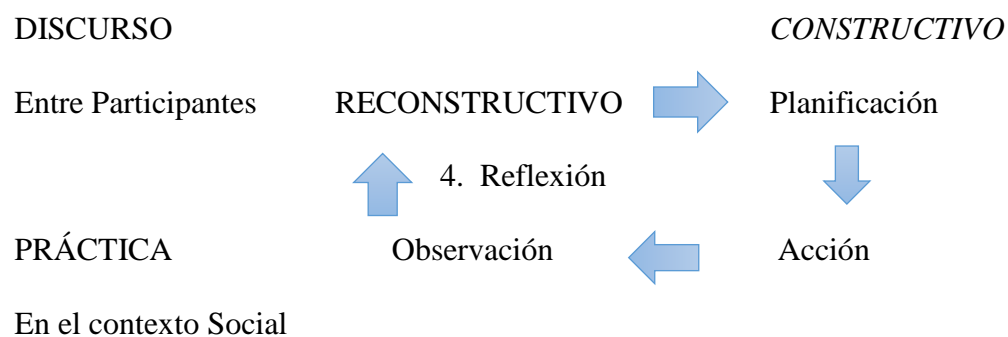 DISCURSO CONSTRUCTIVO
Entre Participantes RECONSTRUCTIVO Planificación
4. Reflexión
PRÁCTICA Observación Acción
En el contexto Social